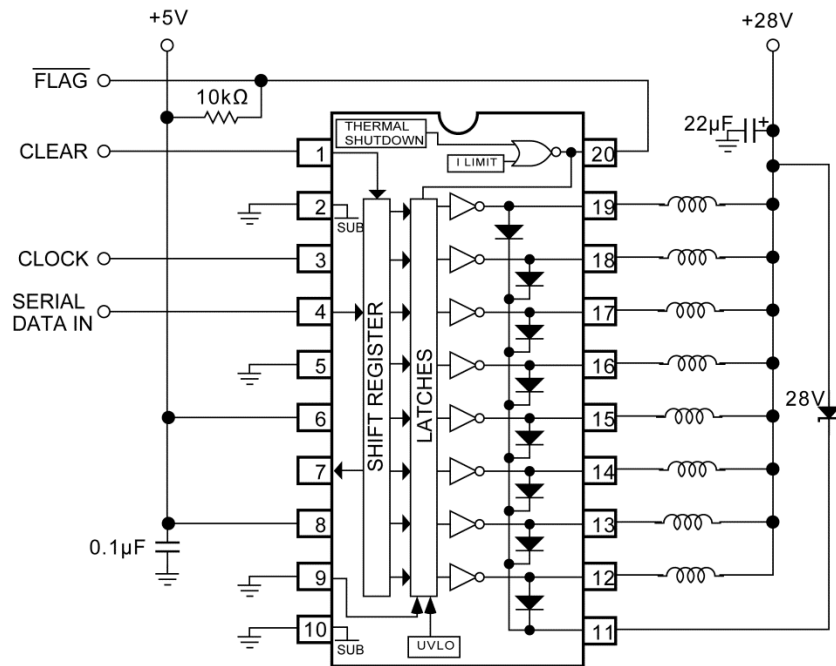 +5V
+28V
FLAG
10kΩ
THERMAL
SHUTDOWN
22µF
+
CLEAR
1
I LIMIT
20
2
SUB
19
CLOCK
3
18
SERIAL
DATA IN
4
17
SHIFT REGISTER
LATCHES
5
16
28V
6
15
7
14
8
13
0.1µF
9
12
10
SUB
UVLO
11